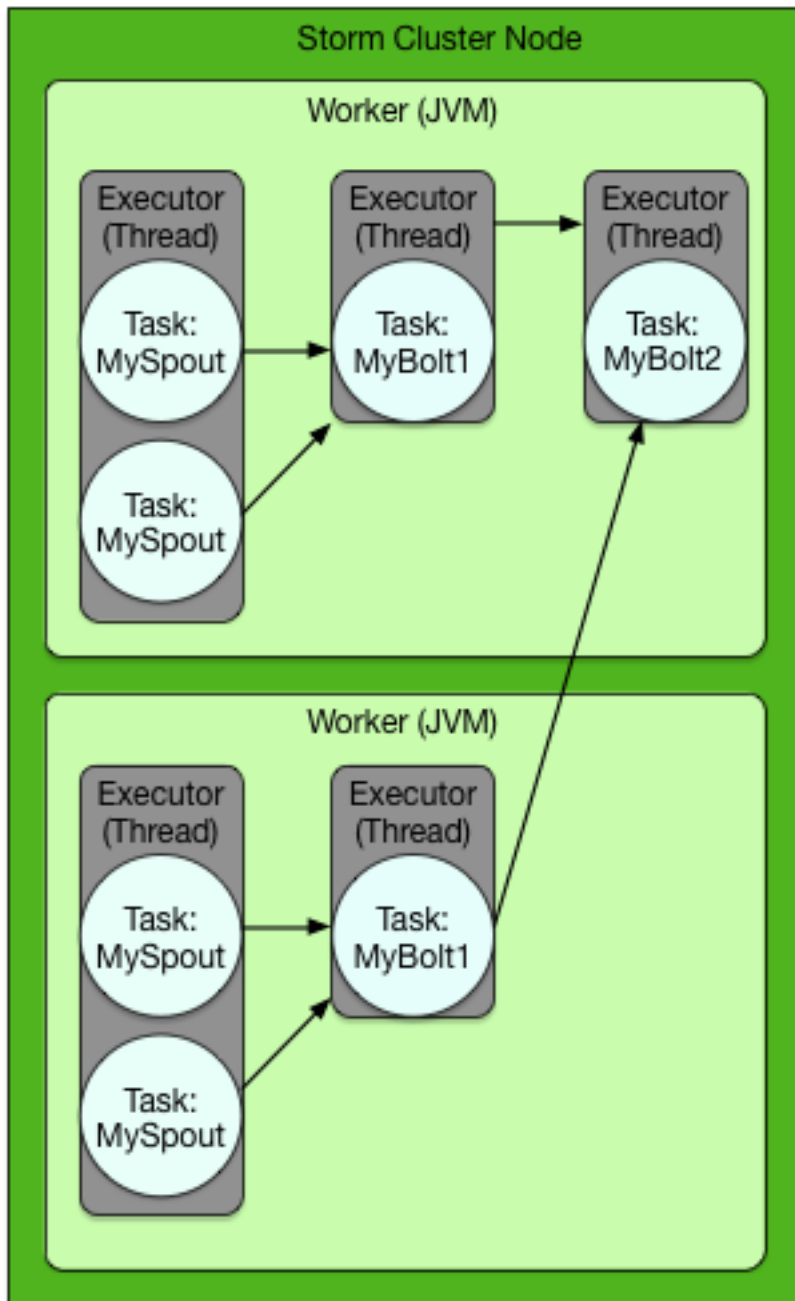 Storm Cluster Node
Worker (JVM)
Executor
(Thread)
Task:
MySpout
Task:
MySpout
Executor
(Thread)
Task:
MyBolt1
Executor
(Thread)
Task:
MyBolt2
Worker (JVM)
Executor
(Thread)
Task:
MySpout
Task:
MySpout
Executor
(Thread)
Task:
MyBolt1